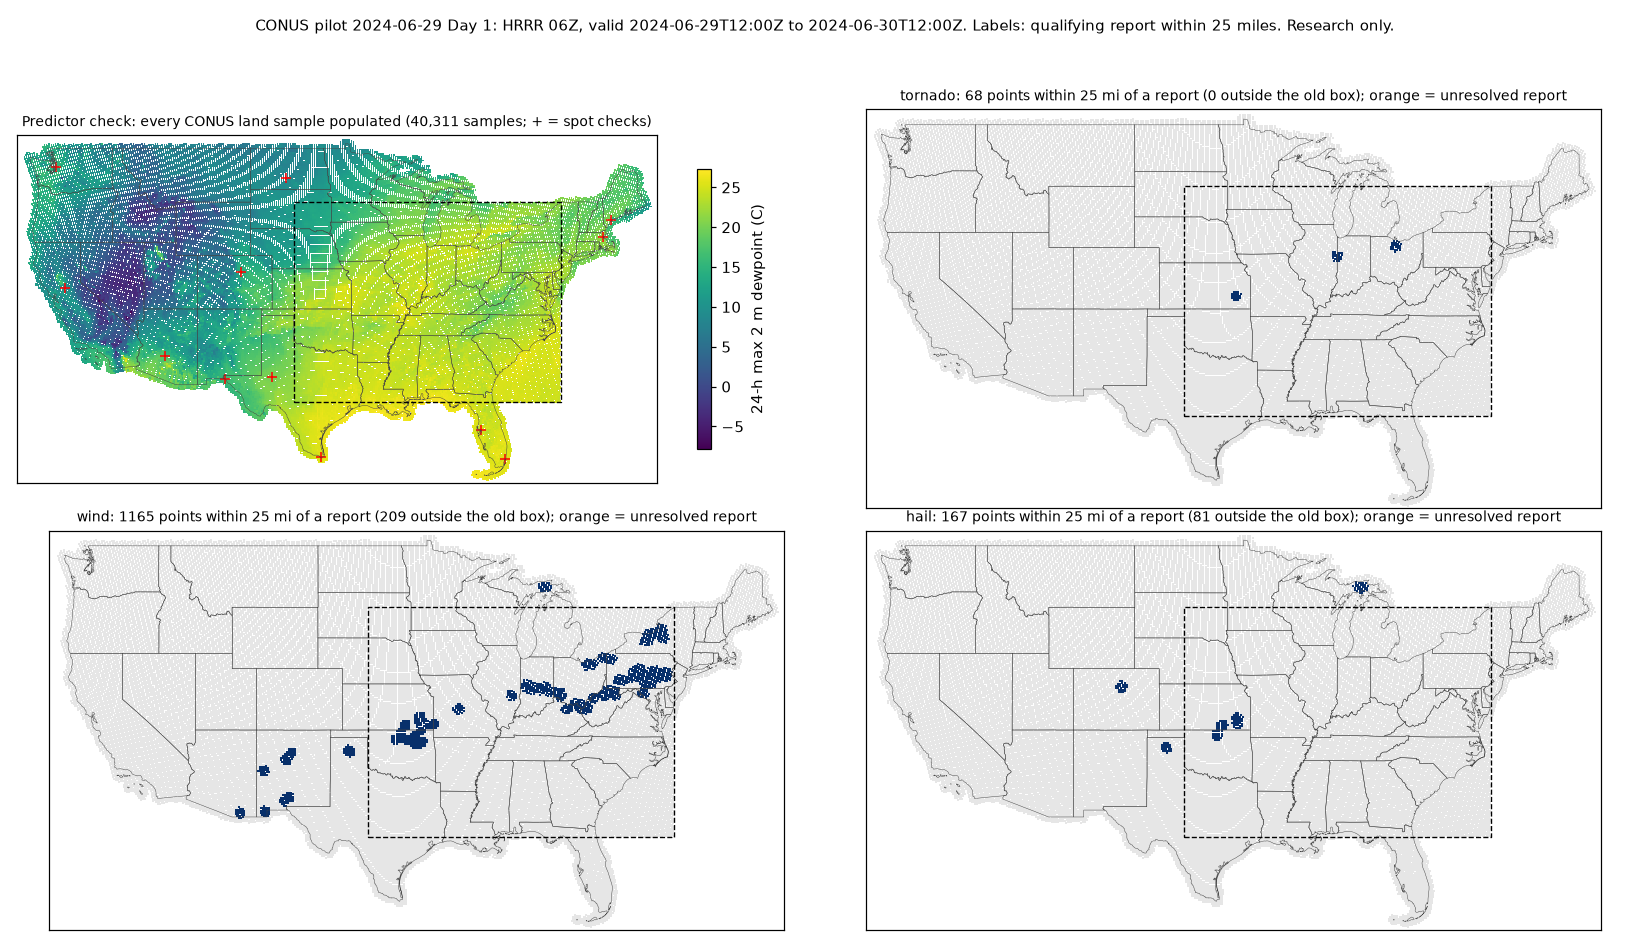 CONUS pilot 2024-06-29 Day 1: HRRR 06Z, valid 2024-06-29T12:00Z to 2024-06-30T12:00Z. Labels: qualifying report within 25 miles. Research only.
Predictor check: every CONUS land sample populated (40,311 samples; + = spot checks)
25
20
15
10
5
0
−5
24-h max 2 m dewpoint (C)
tornado: 68 points within 25 mi of a report (0 outside the old box); orange = unresolved report
wind: 1165 points within 25 mi of a report (209 outside the old box); orange = unresolved report
hail: 167 points within 25 mi of a report (81 outside the old box); orange = unresolved report